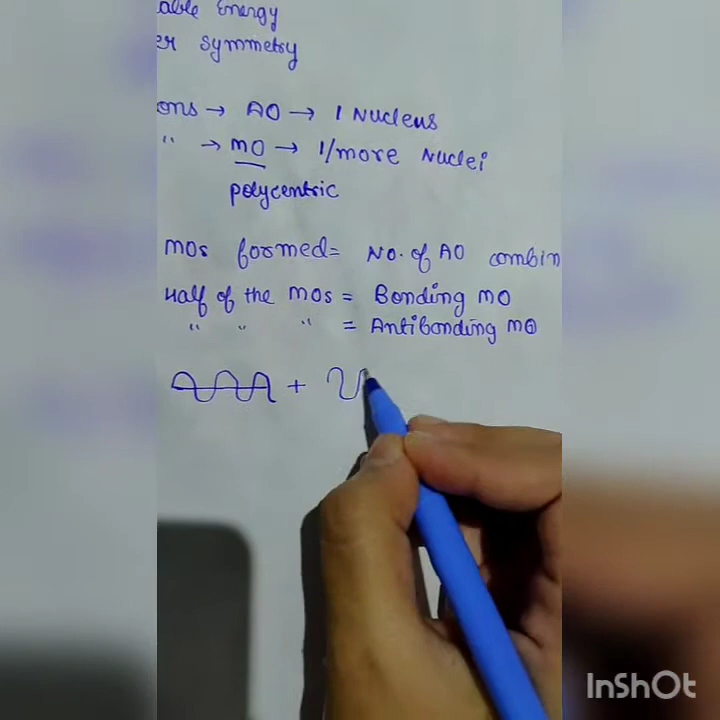 able Energy
er symmetry
ons → AO → 1 Nucleus
" → MO → 1/more Nuclei
polycentric
MOs formed = No. of AO combin
Half of the MOs = Bonding MO
" " " = Antibonding MO
+
InShOt